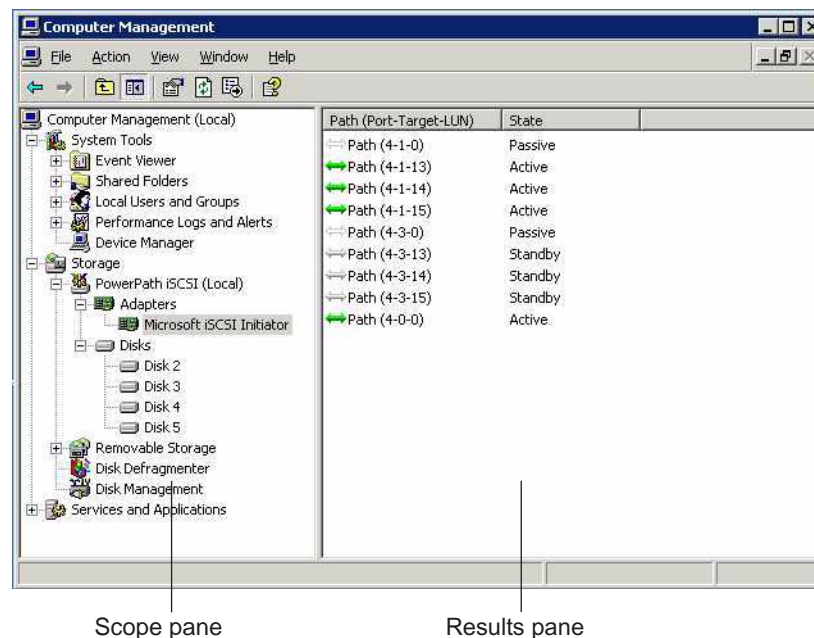 Computer Management
File Action View Window Help
Computer Management (Local)
System Tools
Event Viewer
Shared Folders
Local Users and Groups
Performance Logs and Alerts
Device Manager
Storage
PowerPath iSCSI (Local)
Adapters
Microsoft iSCSI Initiator
Disks
Disk 2
Disk 3
Disk 4
Disk 5
Removable Storage
Disk Defragmenter
Disk Management
Services and Applications
Path (Port-Target-LUN) State
Path (4-1-0) Passive
Path (4-1-13) Active
Path (4-1-14) Active
Path (4-1-15) Active
Path (4-3-0) Passive
Path (4-3-13) Standby
Path (4-3-14) Standby
Path (4-3-15) Standby
Path (4-0-0) Active
Scope pane Results pane